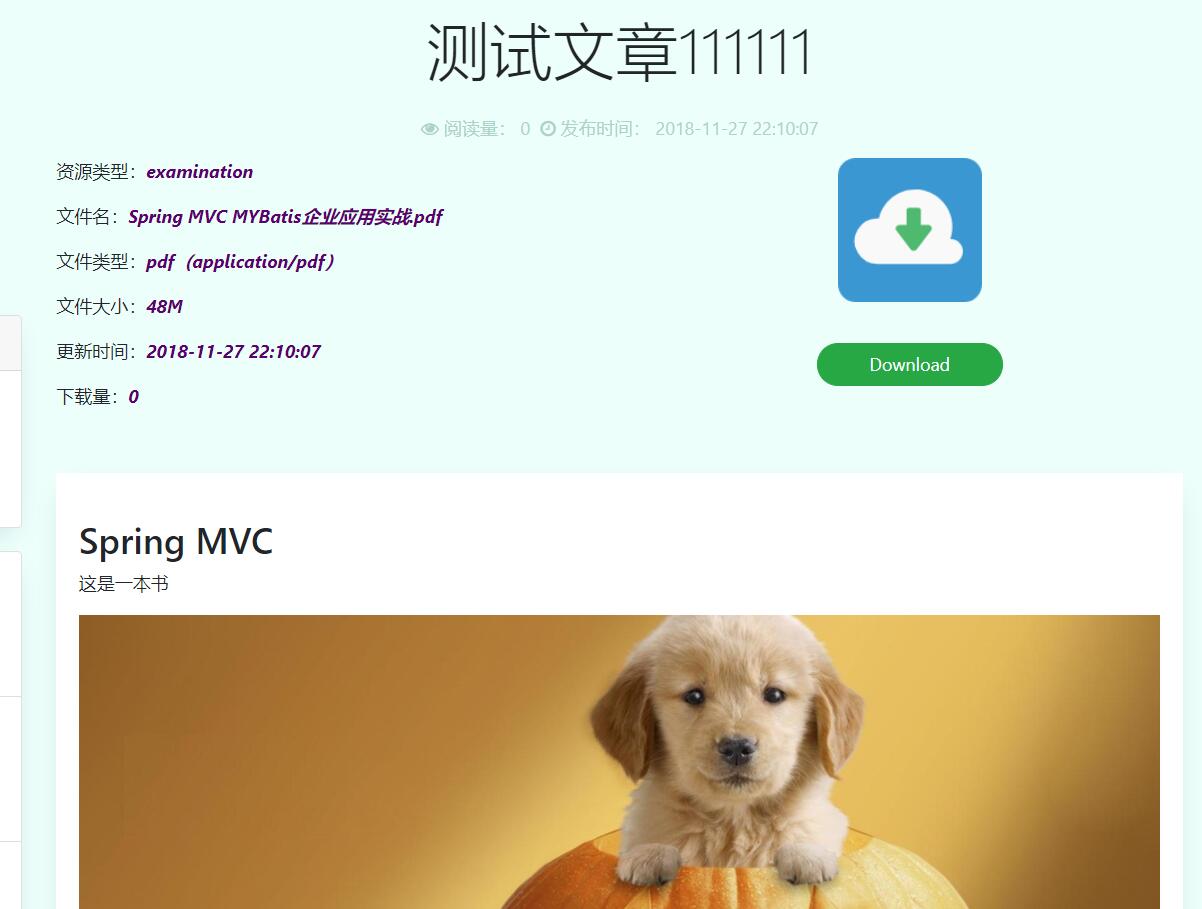 测试文章111111
阅读量： 0 发布时间： 2018-11-27 22:10:07
资源类型：examination
文件名：Spring MVC MYBatis企业应用实战.pdf
文件类型：pdf（application/pdf）
文件大小：48M
更新时间：2018-11-27 22:10:07
下载量：0
Download
Spring MVC
这是一本书